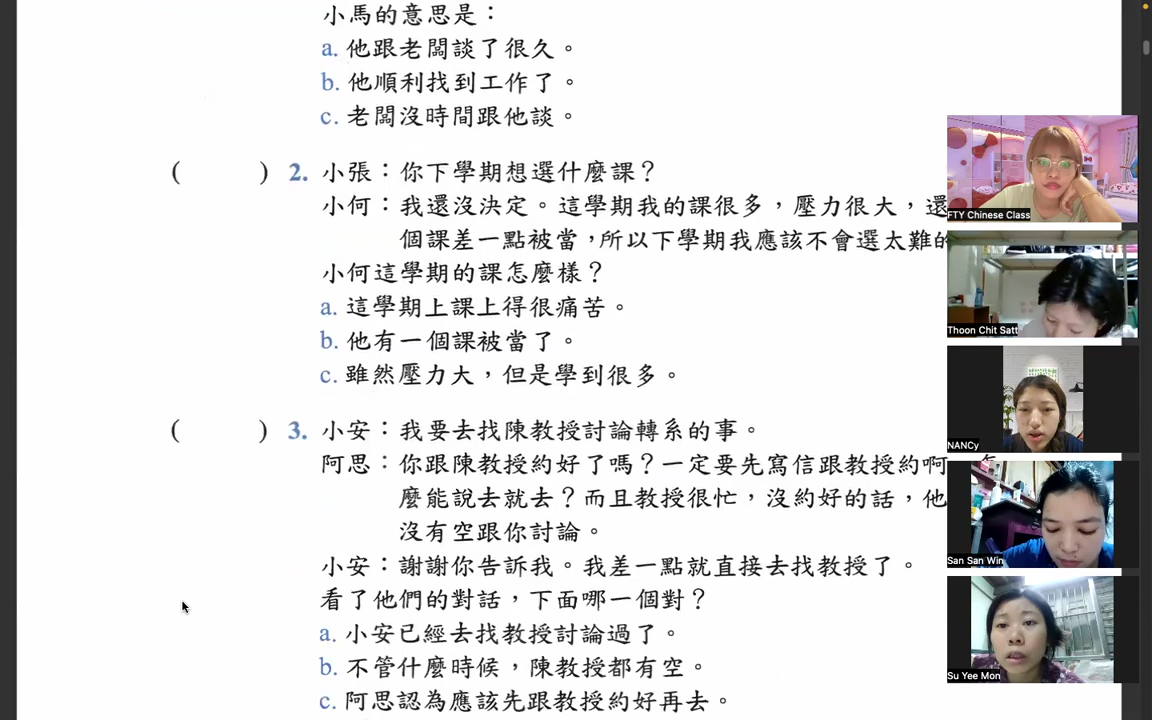 小馬的意思是：
a. 他跟老闆談了很久。
b. 他順利找到工作了。
c. 老闆沒時間跟他談。
( ) 2. 小張：你下學期想選什麼課？
小何：我還沒決定。這學期我的課很多，壓力很大，還
個課差一點被當，所以下學期我應該不會選太難的
小何這學期的課怎麼樣？
a. 這學期上課上得很痛苦。
b. 他有一個課被當了。
c. 雖然壓力大，但是學到很多。
( ) 3. 小安：我要去找陳教授討論轉系的事。
阿思：你跟陳教授約好了嗎？一定要先寫信跟教授約啊
麼能說去就去？而且教授很忙，沒約好的話，他
沒有空跟你討論。
小安：謝謝你告訴我。我差一點就直接去找教授了。
看了他們的對話，下面哪一個對？
a. 小安已經去找教授討論過了。
b. 不管什麼時候，陳教授都有空。
c. 阿思認為應該先跟教授約好再去。
FTY Chinese Class
Thoon Chit Satt
NANCy
San San Win
Su Yee Mon